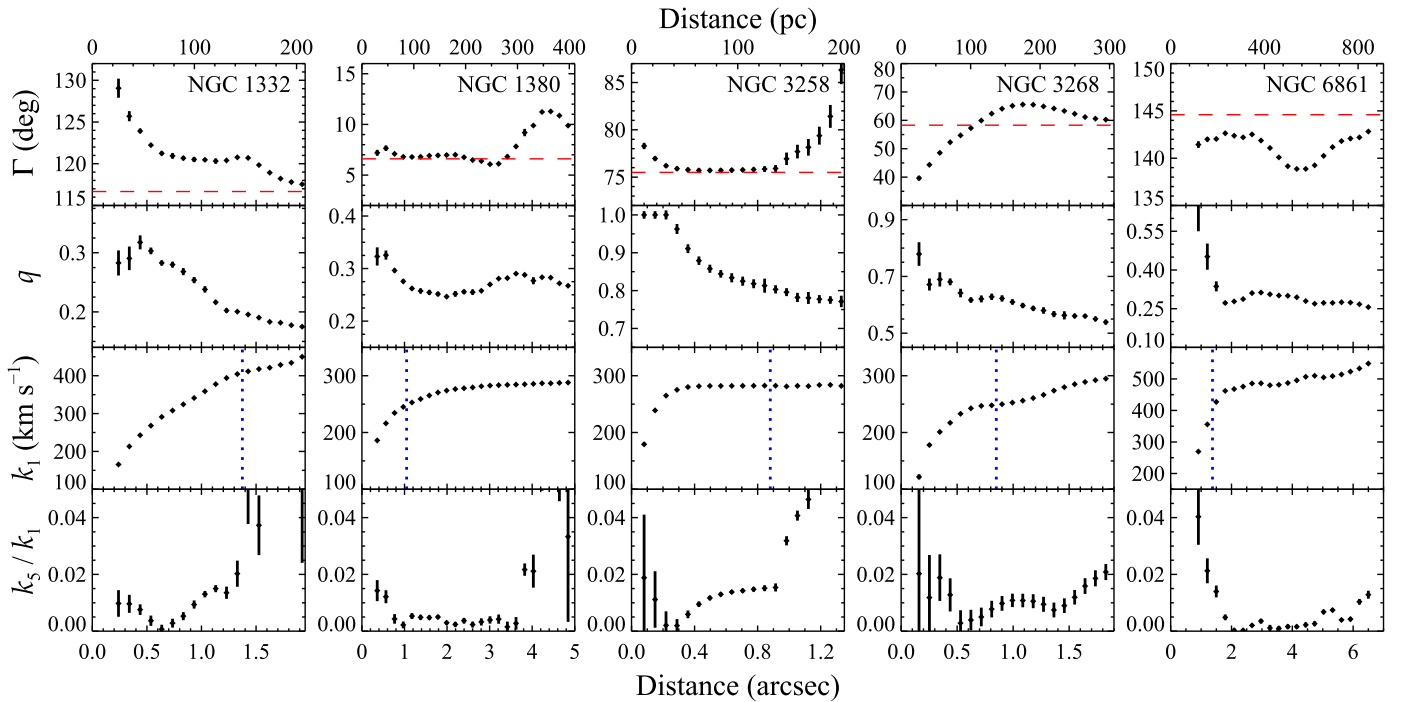 Distance (pc)
0 100 200 0 100 200 300 400 0 100 200 0 100 200 300 0 400 800
Γ (deg)
130 125 120 115
NGC 1332
15 10 5
NGC 1380
85 80 75
NGC 3258
80 70 60 50 40
NGC 3268
150 145 140 135
NGC 6861
q
0.3 0.2
0.4 0.3 0.2
1.0 0.9 0.8 0.7
0.9 0.7 0.5
0.55 0.40 0.25 0.10
k₁ (km s⁻¹)
400 300 200 100
300 200 100
300 200 100
300 200 100
500 400 300 200
k₅ / k₁
0.04 0.02 0.00
0.04 0.02 0.00
0.04 0.02 0.00
0.04 0.02 0.00
0.04 0.02 0.00
0.0 0.5 1.0 1.5 0 1 2 3 4 5 0.0 0.4 0.8 1.2 0.0 0.5 1.0 1.5 0 2 4 6
Distance (arcsec)